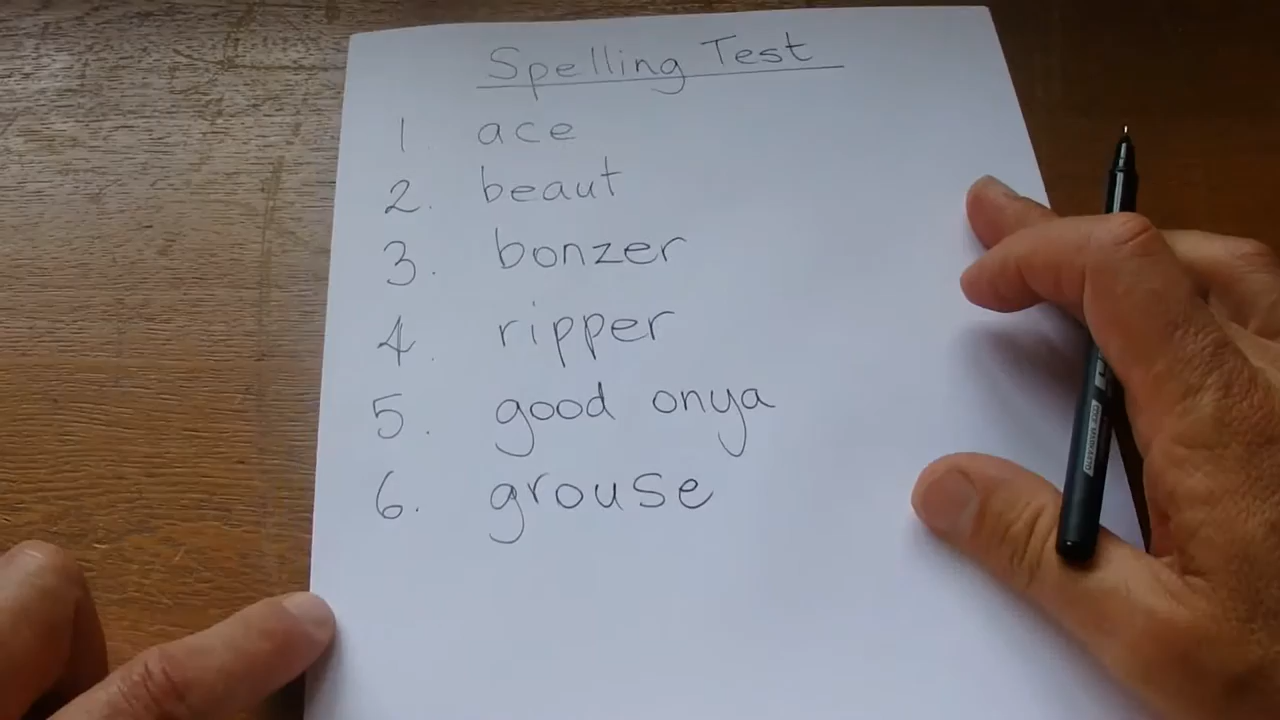 Spelling Test
1 ace
2. beaut
3. bonzer
4. ripper
5. good onya
6. grouse